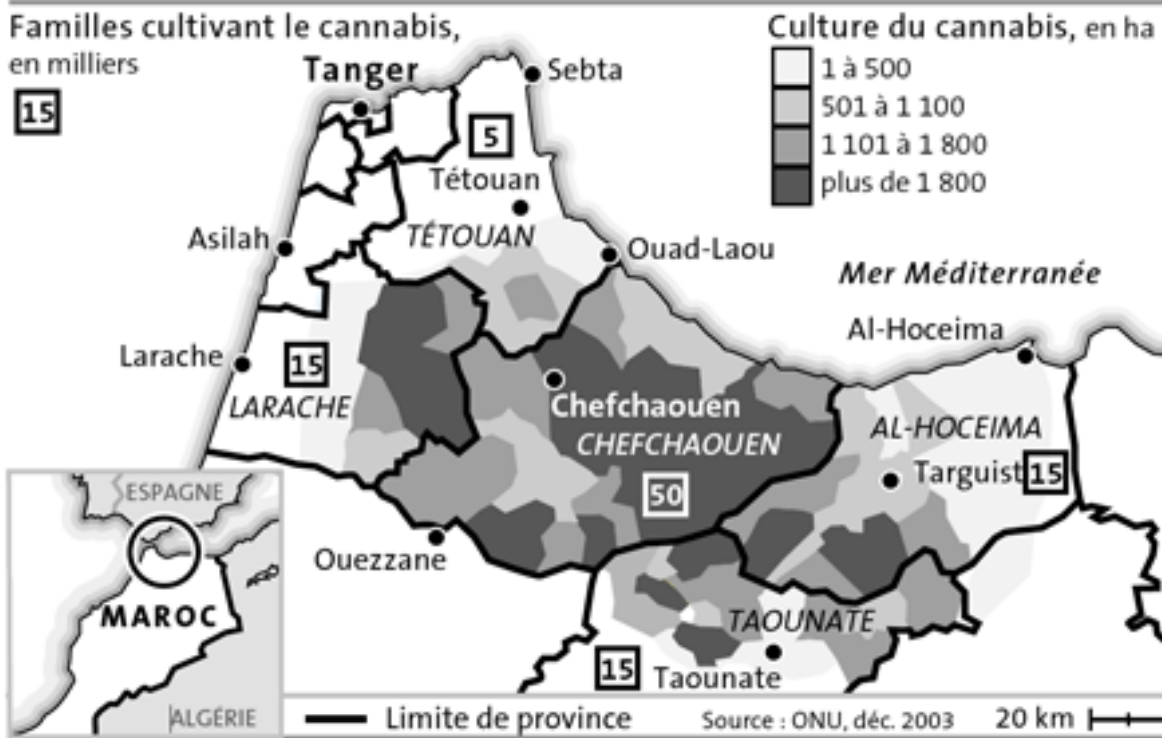 Familles cultivant le cannabis,
en milliers
15
Culture du cannabis, en ha
1 à 500
501 à 1 100
1 101 à 1 800
plus de 1 800
Tanger
Sebta
5
Tétouan
TÉTOUAN
Asilah
Ouad-Laou
Mer Méditerranée
Al-Hoceima
Larache
15
LARACHE
Chefchaouen
CHEFCHAOUEN
AL-HOCEIMA
Targuist
15
50
Ouezzane
TAOUNATE
15
Taounate
ESPAGNE
MAROC
ALGÉRIE
Limite de province
Source : ONU, déc. 2003
20 km